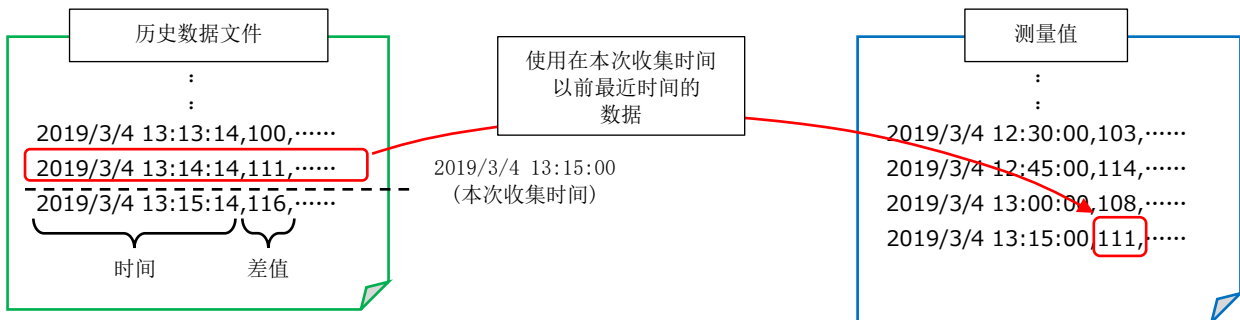 历史数据文件
:
:
2019/3/4 13:13:14,100,……
2019/3/4 13:14:14,111,……
2019/3/4 13:15:14,116,……
时间
差值
使用在本次收集时间
以前最近时间的
数据
2019/3/4 13:15:00
(本次收集时间)
测量值
:
:
2019/3/4 12:30:00,103,……
2019/3/4 12:45:00,114,……
2019/3/4 13:00:00,108,……
2019/3/4 13:15:00,111,……